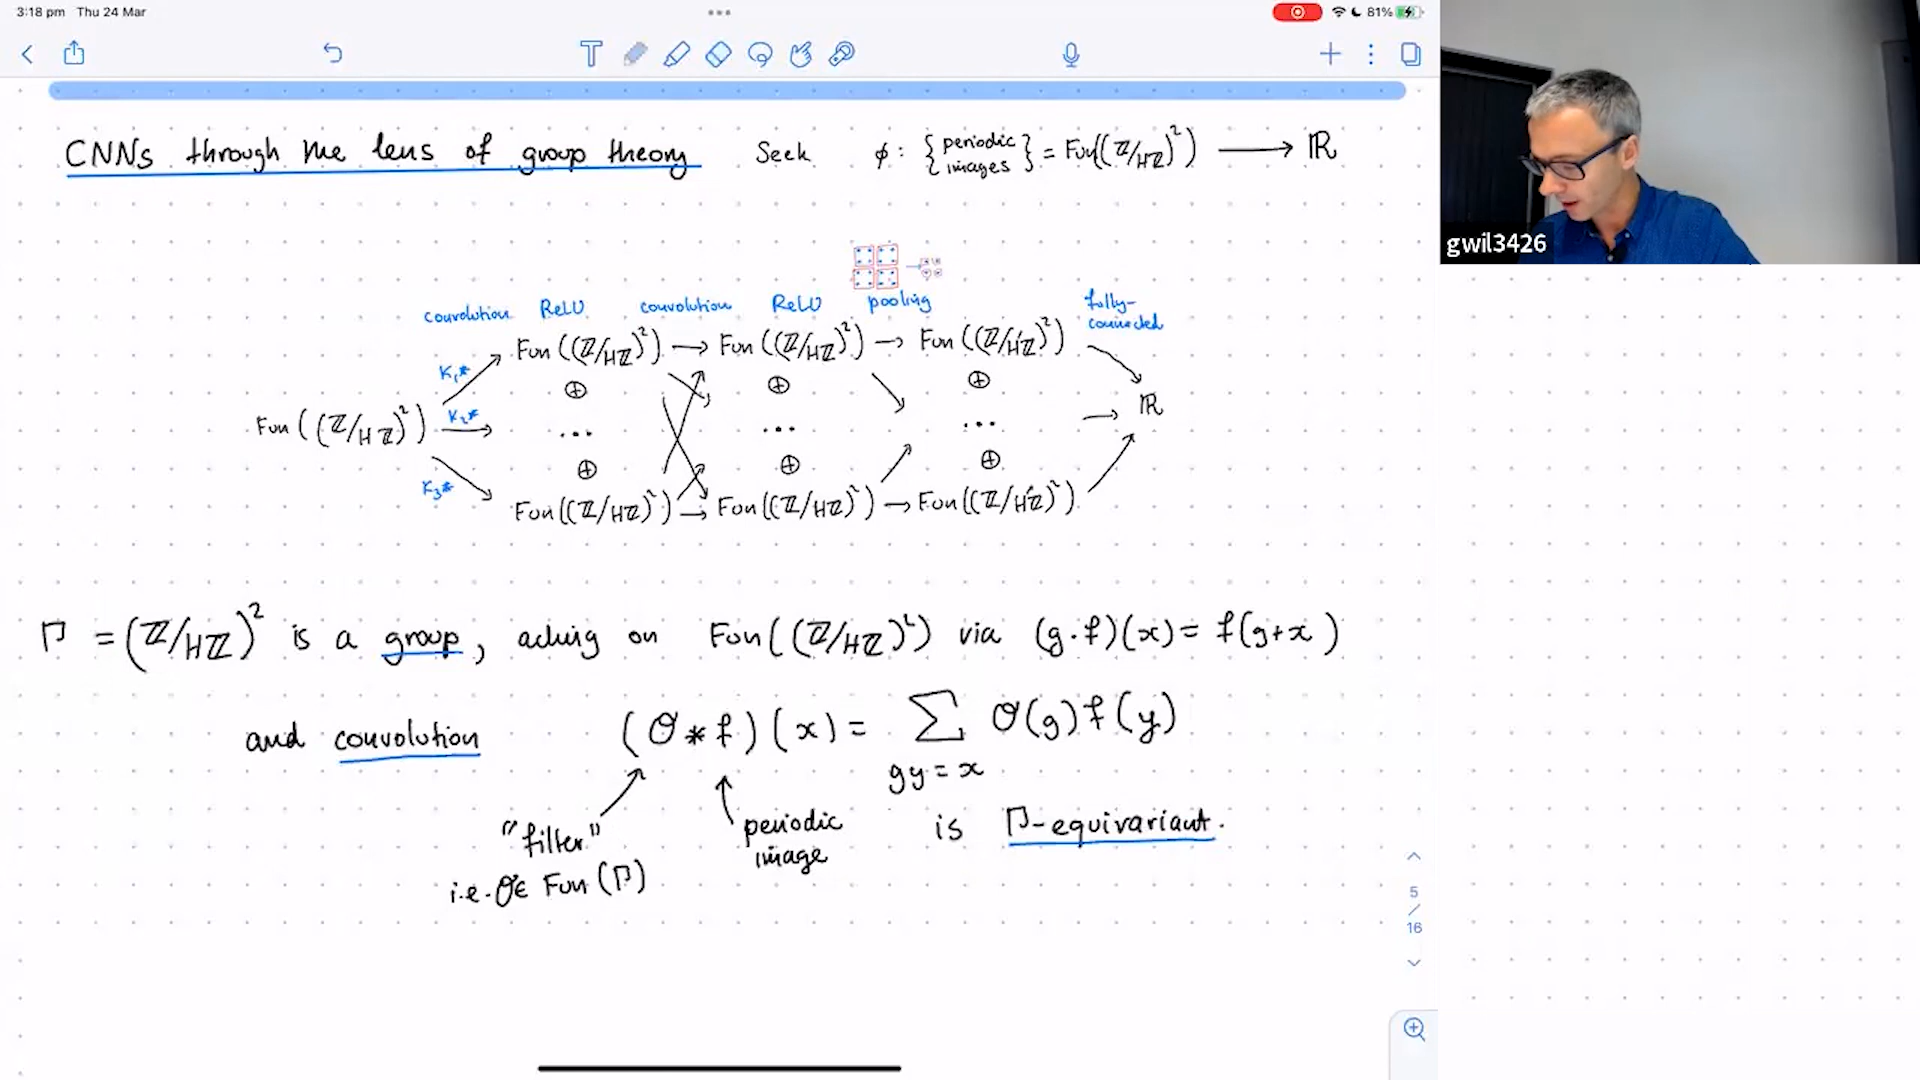 3:18 pm Thu 24 Mar
81%
CNNs through the lens of group theory Seek ϕ: { periodic images } = Fun((ℤ/Hℤ)²) ⟶ ℝ
convolution ReLU convolution ReLU pooling fully-connected
Fun((ℤ/Hℤ)²) → Fun((ℤ/Hℤ)²) → Fun((ℤ/H'ℤ)²)
K₁*
⊕ ⊕ ⊕
Fun((ℤ/Hℤ)²) K₂* → ... ... ... → ℝ
⊕ ⊕ ⊕
K₃*
Fun((ℤ/Hℤ)²) → Fun((ℤ/Hℤ)²) → Fun((ℤ/H'ℤ)²)
Γ = (ℤ/Hℤ)² is a group, acting on Fun((ℤ/Hℤ)²) via (g·f)(x) = f(g+x)
and convolution (σ * f)(x) = ∑ σ(g)f(y)
gy = x
"filter" periodic image is Γ-equivariant.
i.e. σ∈ Fun(Γ)
5
/
16
gwil3426